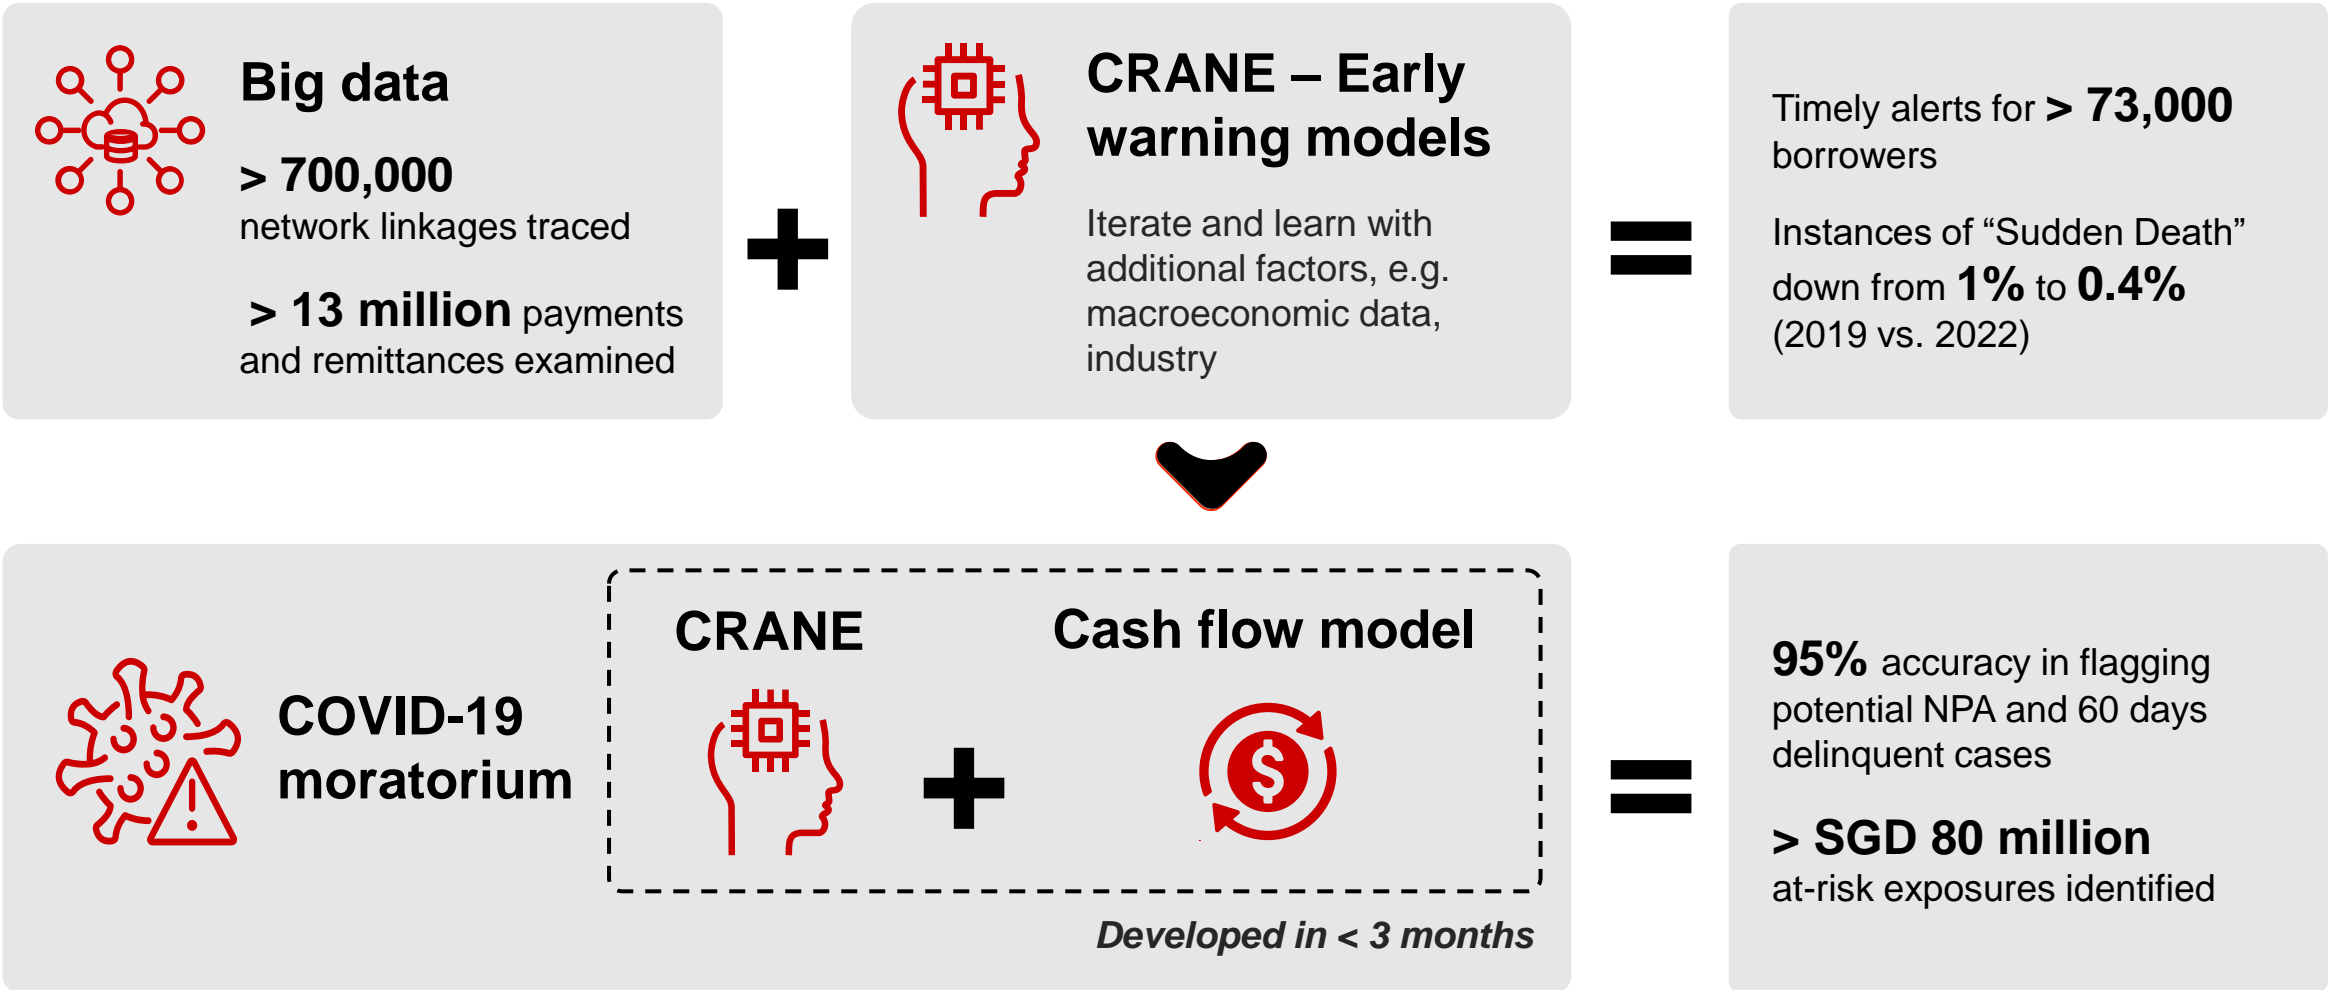 Big data
> 700,000
network linkages traced
> 13 million payments
and remittances examined
CRANE – Early
warning models
Iterate and learn with
additional factors, e.g.
macroeconomic data,
industry
Timely alerts for > 73,000
borrowers
Instances of “Sudden Death”
down from 1% to 0.4%
(2019 vs. 2022)
COVID-19
moratorium
CRANE
Cash flow model
$
Developed in < 3 months
95% accuracy in flagging
potential NPA and 60 days
delinquent cases
> SGD 80 million
at-risk exposures identified